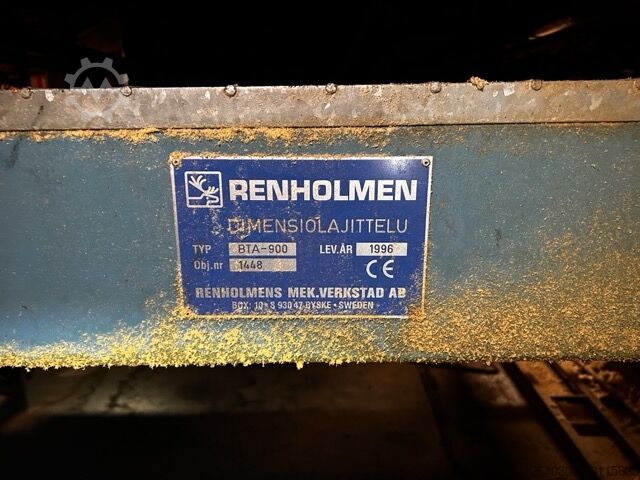 RENHOLMEN
DIMENSIOLAJITTELU
TYP BTA-900 LEV.ÅR 1996
Obj.nr 1448 CE
RENHOLMENS MEK.VERKSTAD AB
BOX: 10 • S 930 47 BYSKE • SWEDEN